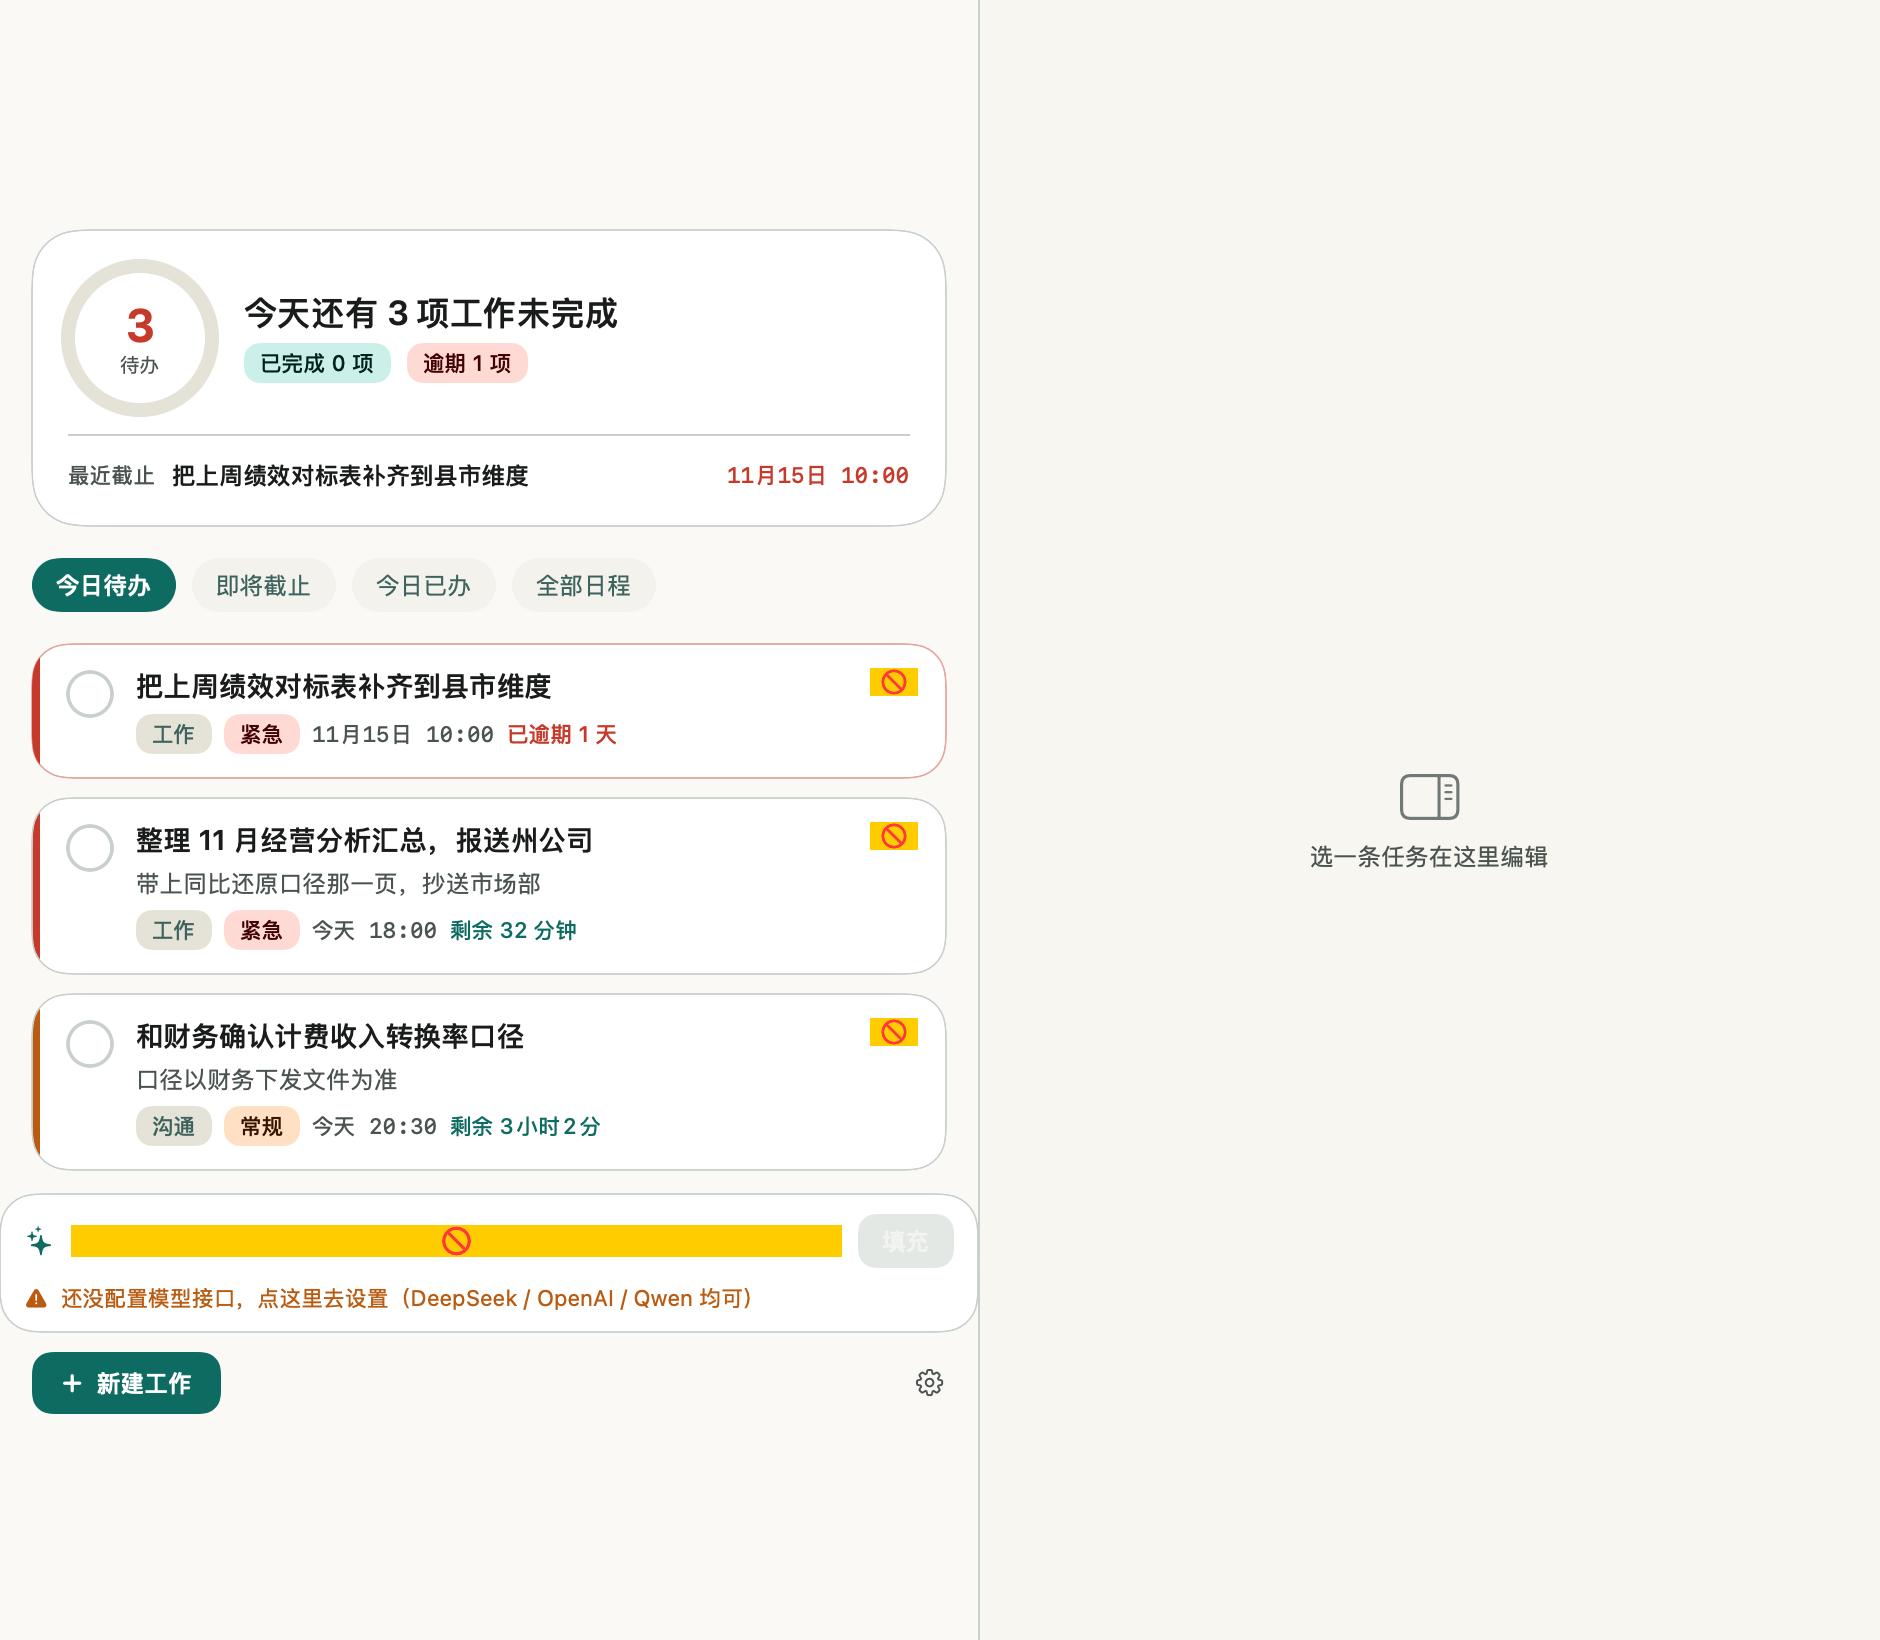 3
待办
今天还有 3 项工作未完成
已完成 0 项 逾期 1 项
最近截止 把上周绩效对标表补齐到县市维度 11月15日 10:00
今日待办 即将截止 今日已办 全部日程
把上周绩效对标表补齐到县市维度
工作 紧急 11月15日 10:00 已逾期 1 天
整理 11 月经营分析汇总，报送州公司
带上同比还原口径那一页，抄送市场部
工作 紧急 今天 18:00 剩余 32 分钟
和财务确认计费收入转换率口径
口径以财务下发文件为准
沟通 常规 今天 20:30 剩余 3小时2分
填充
还没配置模型接口，点这里去设置（DeepSeek / OpenAI / Qwen 均可）
+ 新建工作
选一条任务在这里编辑